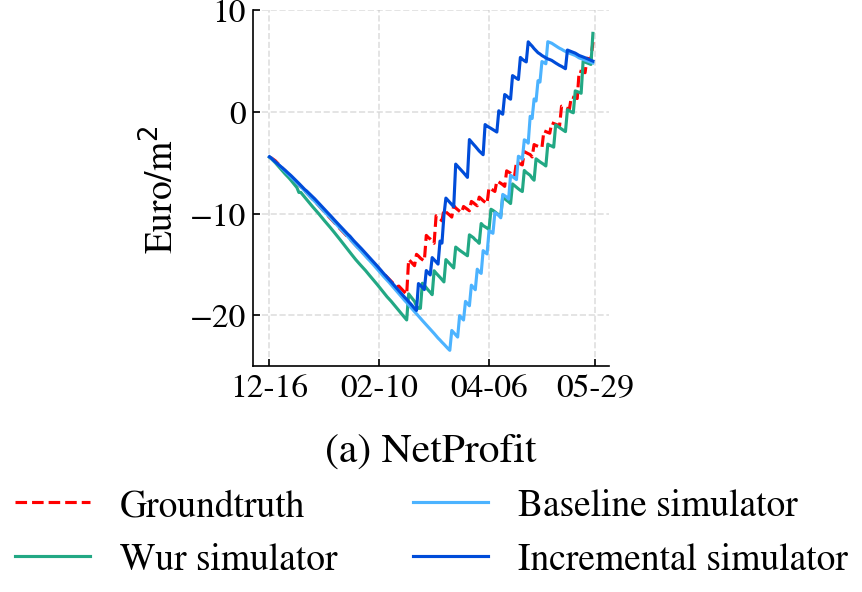 10
0
−10
−20
Euro/m²
12-16 02-10 04-06 05-29
(a) NetProfit
Groundtruth Baseline simulator
Wur simulator Incremental simulator